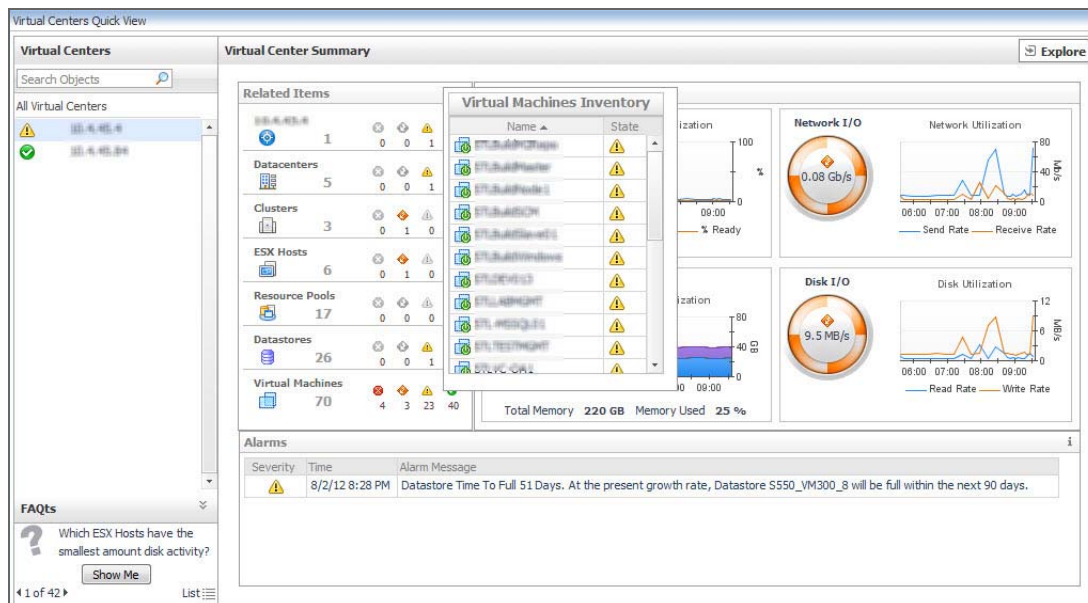 Virtual Centers Quick View
Virtual Centers
Search Objects
All Virtual Centers
FAQts
Which ESX Hosts have the
smallest amount disk activity?
Show Me
1 of 42
List
Virtual Center Summary
Explore
Related Items
1
0 0 1
Datacenters
5
0 0 1
Clusters
3
0 1 0
ESX Hosts
6
0 1 0
Resource Pools
17
0 0 0
Datastores
26
0 0 1
Virtual Machines
70
4 3 23 40
Virtual Machines Inventory
Name State
ization
100
%
0
09:00
% Ready
Network I/O
0.08 Gb/s
Network Utilization
80
40
0
Mb/s
06:00 07:00 08:00 09:00
Send Rate Receive Rate
ization
80
40
0
GB
09:00
Total Memory 220 GB Memory Used 25 %
Disk I/O
9.5 MB/s
Disk Utilization
12
6
0
MB/s
06:00 07:00 08:00 09:00
Read Rate Write Rate
Alarms
Severity Time Alarm Message
8/2/12 8:28 PM Datastore Time To Full 51 Days. At the present growth rate, Datastore S550_VM300_8 will be full within the next 90 days.